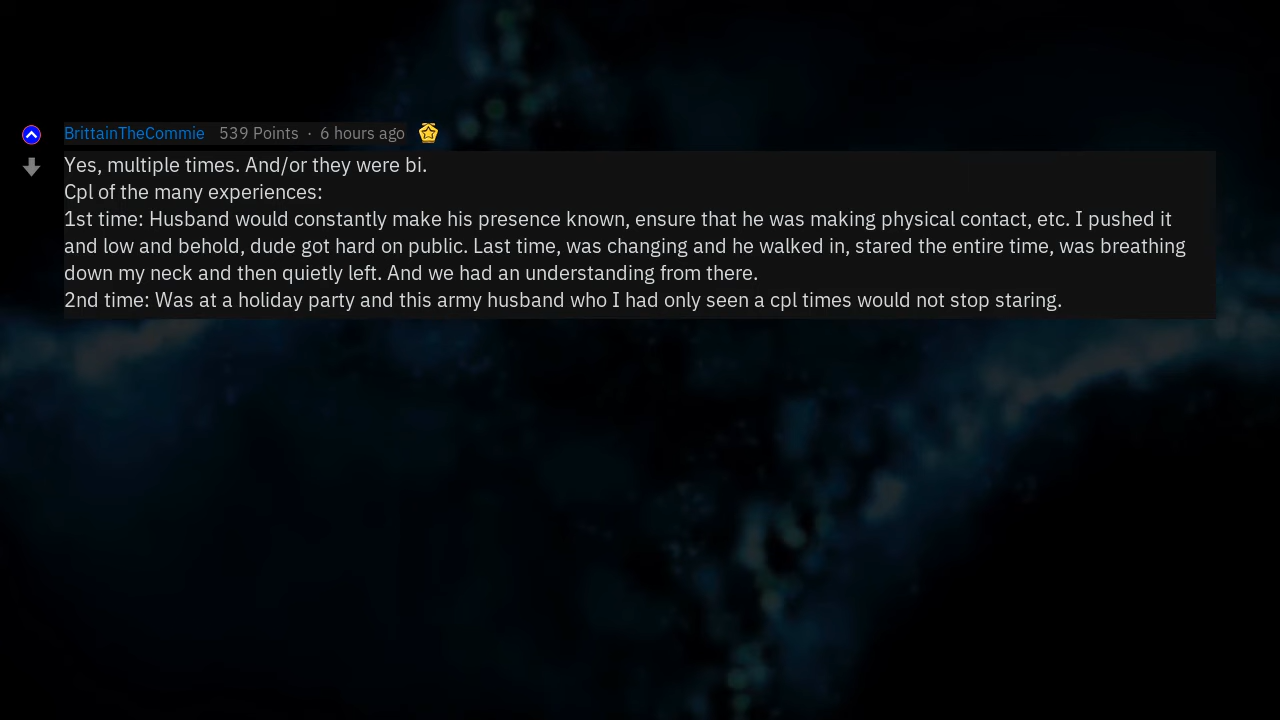 BrittainTheCommie 539 Points · 6 hours ago
Yes, multiple times. And/or they were bi.
Cpl of the many experiences:
1st time: Husband would constantly make his presence known, ensure that he was making physical contact, etc. I pushed it
and low and behold, dude got hard on public. Last time, was changing and he walked in, stared the entire time, was breathing
down my neck and then quietly left. And we had an understanding from there.
2nd time: Was at a holiday party and this army husband who I had only seen a cpl times would not stop staring.